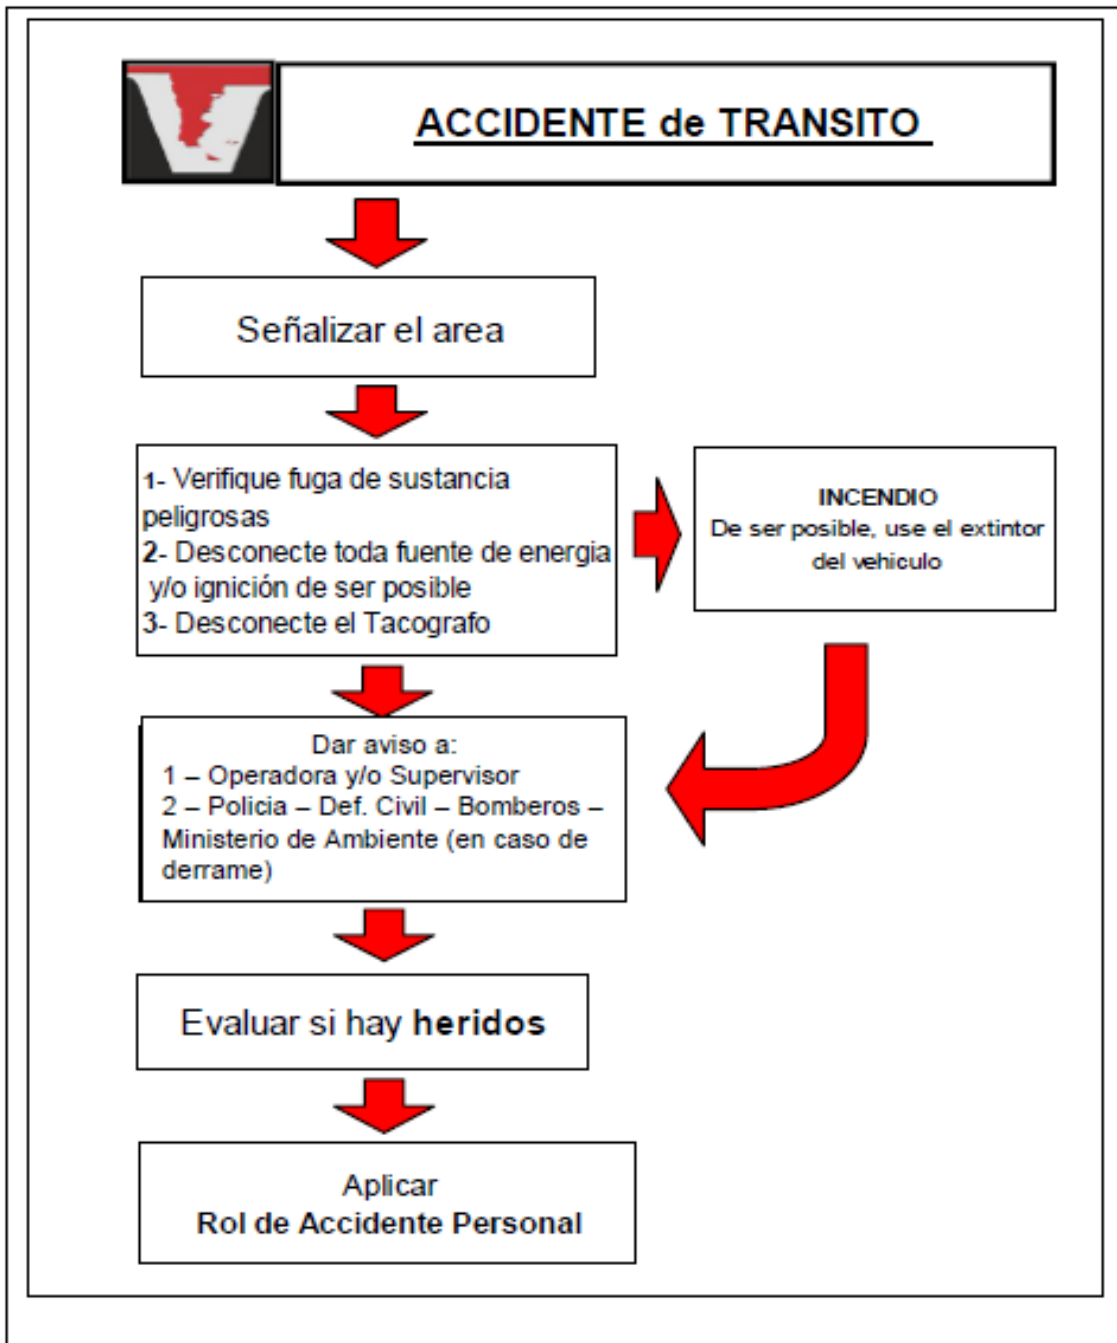 ACCIDENTE de TRANSITO
Señalizar el area
1- Verifique fuga de sustancia
peligrosas
2- Desconecte toda fuente de energia
y/o ignición de ser posible
3- Desconecte el Tacografo
INCENDIO
De ser posible, use el extintor
del vehiculo
Dar aviso a:
1 – Operadora y/o Supervisor
2 – Policia – Def. Civil – Bomberos –
Ministerio de Ambiente (en caso de
derrame)
Evaluar si hay heridos
Aplicar
Rol de Accidente Personal